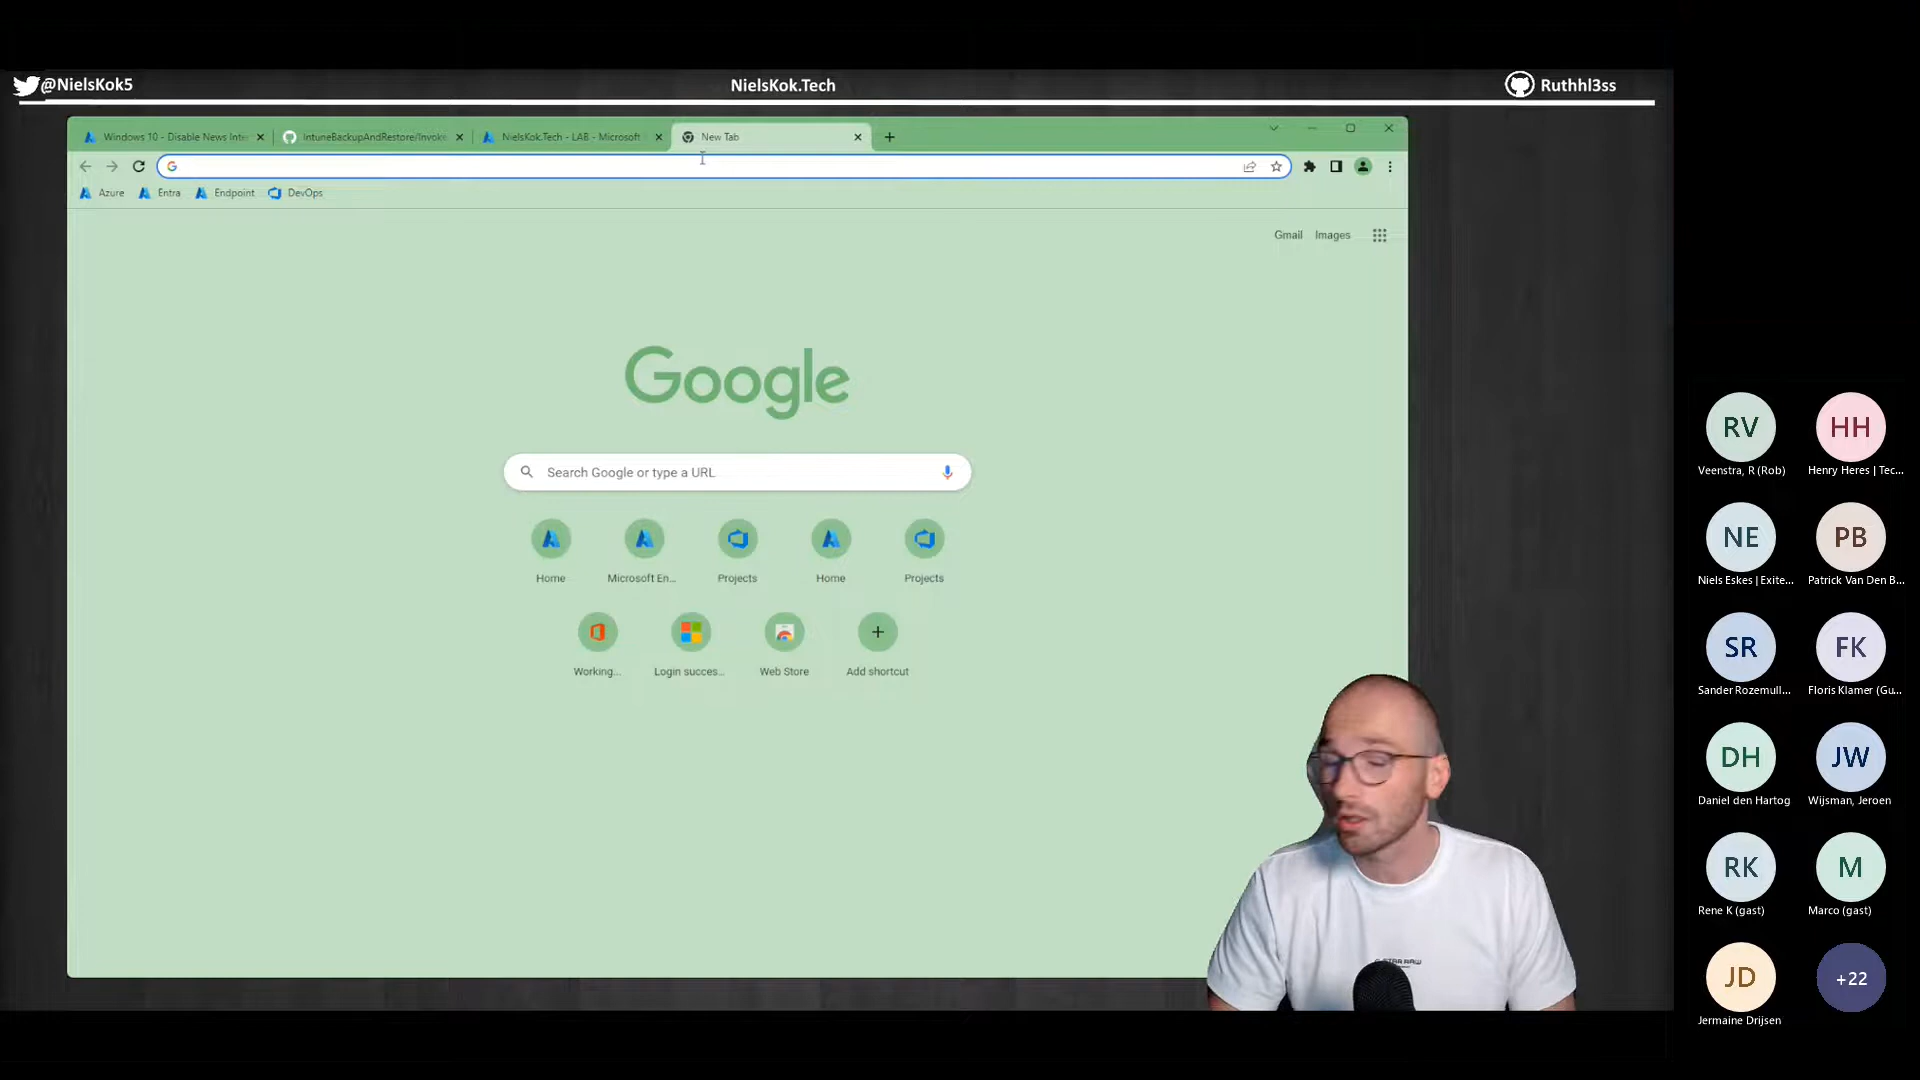 @NielsKok5
NielsKok.Tech
Ruthhl3ss
Windows 10 - Disable News Inter
IntuneBackupAndRestore/Invoke
NielsKok.Tech - LAB - Microsoft
New Tab
Azure
Entra
Endpoint
DevOps
Gmail
Images
Google
Search Google or type a URL
Home
Microsoft En...
Projects
Home
Projects
Working...
Login succes...
Web Store
Add shortcut
RV
Veenstra, R (Rob)
HH
Henry Heres | Tec...
NE
Niels Eskes | Exite...
PB
Patrick Van Den B...
SR
Sander Rozemull...
FK
Floris Klamer (Gu...
DH
Daniel den Hartog
JW
Wijsman, Jeroen
RK
Rene K (gast)
M
Marco (gast)
JD
Jermaine Drijsen
+22